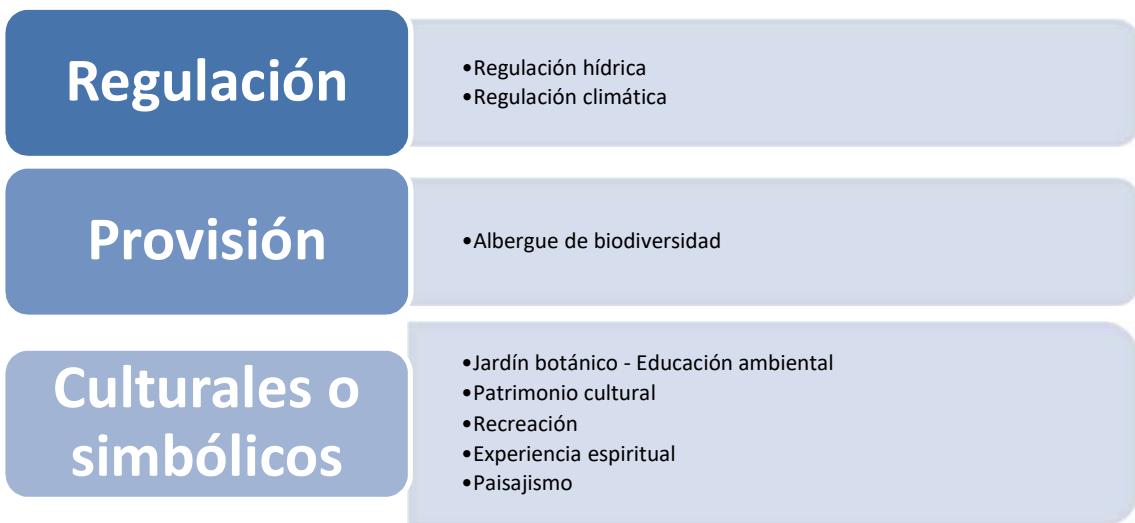 Regulación
•Regulación hídrica
•Regulación climática
Provisión
•Albergue de biodiversidad
Culturales o
simbólicos
•Jardín botánico - Educación ambiental
•Patrimonio cultural
•Recreación
•Experiencia espiritual
•Paisajismo